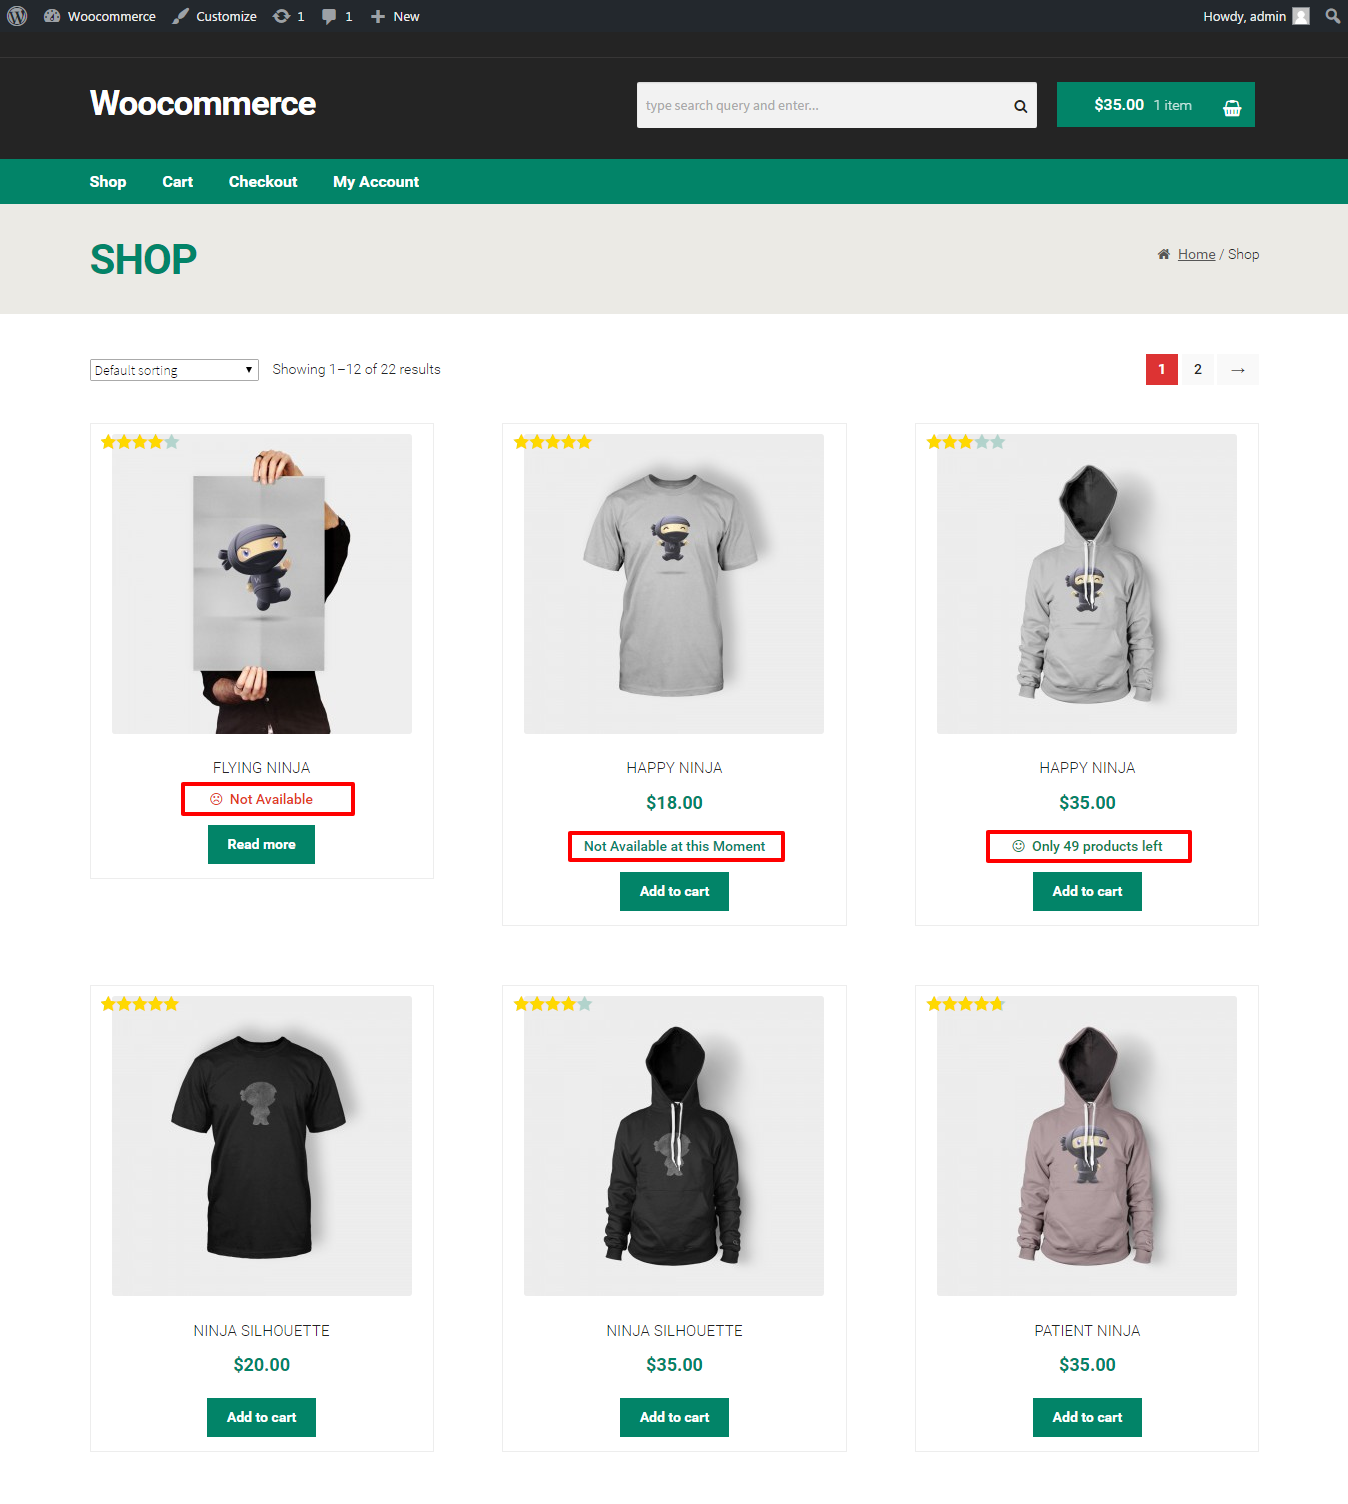 Woocommerce Customize 1 1 New Howdy, admin
Woocommerce
type search query and enter...
$35.00 1 item
Shop Cart Checkout My Account
SHOP
Home / Shop
Default sorting
Showing 1–12 of 22 results
1 2 →
FLYING NINJA
Not Available
Read more
HAPPY NINJA
$18.00
Not Available at this Moment
Add to cart
HAPPY NINJA
$35.00
Only 49 products left
Add to cart
NINJA SILHOUETTE
$20.00
Add to cart
NINJA SILHOUETTE
$35.00
Add to cart
PATIENT NINJA
$35.00
Add to cart